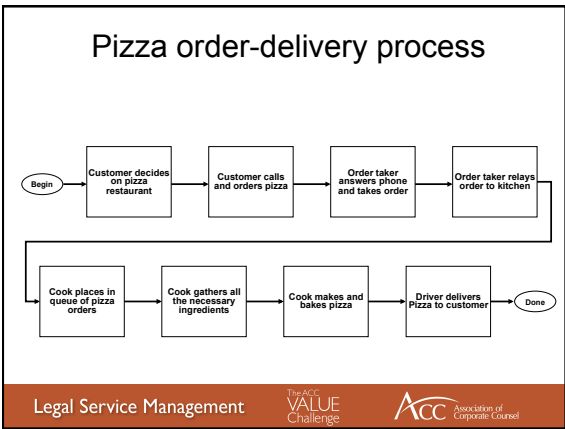 Pizza order-delivery process
Begin
Customer decides
on pizza
restaurant
Customer calls
and orders pizza
Order taker
answers phone
and takes order
Order taker relays
order to kitchen
Cook places in
queue of pizza
orders
Cook gathers all
the necessary
ingredients
Cook makes and
bakes pizza
Driver delivers
Pizza to customer
Done
Legal Service Management
The ACC
VALUE
Challenge
ACC
Association of
Corporate Counsel